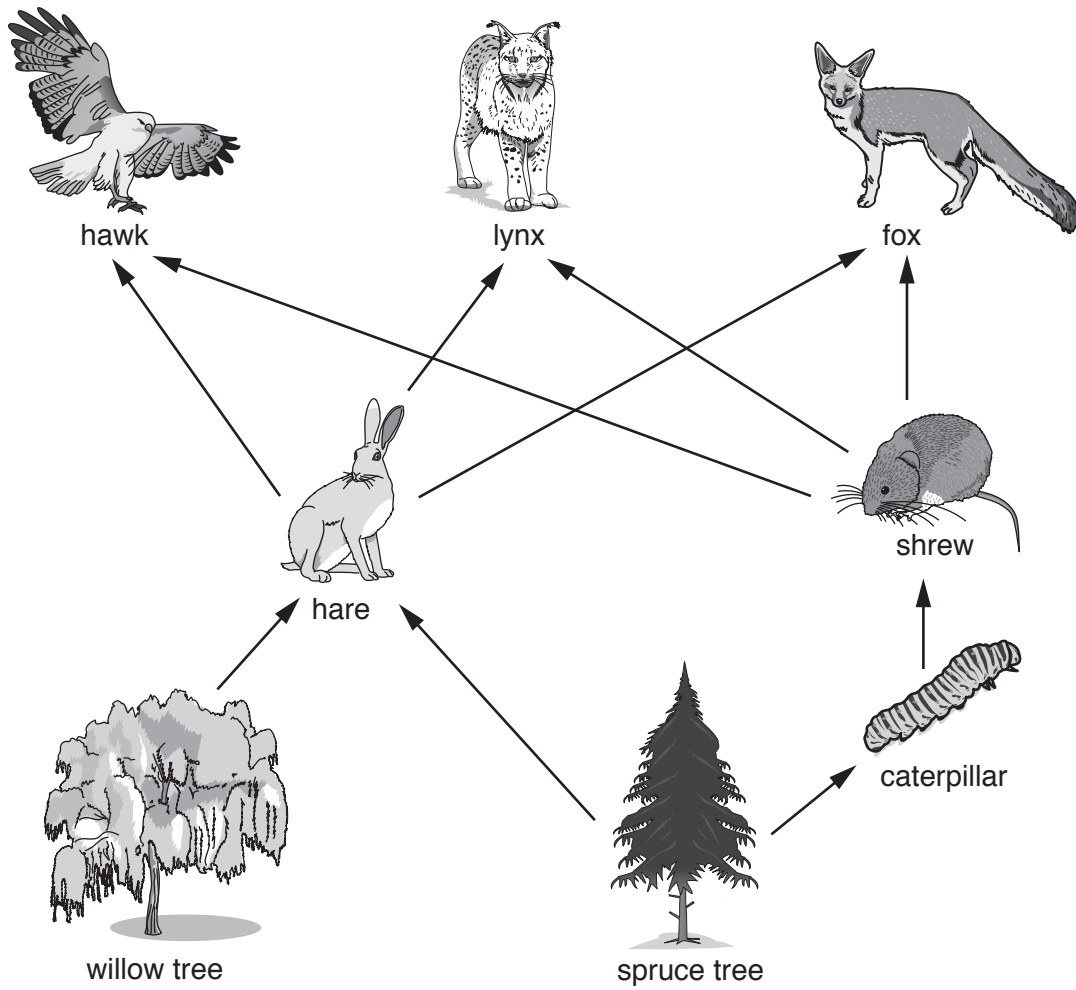 hawk
lynx
fox
shrew
hare
caterpillar
willow tree
spruce tree